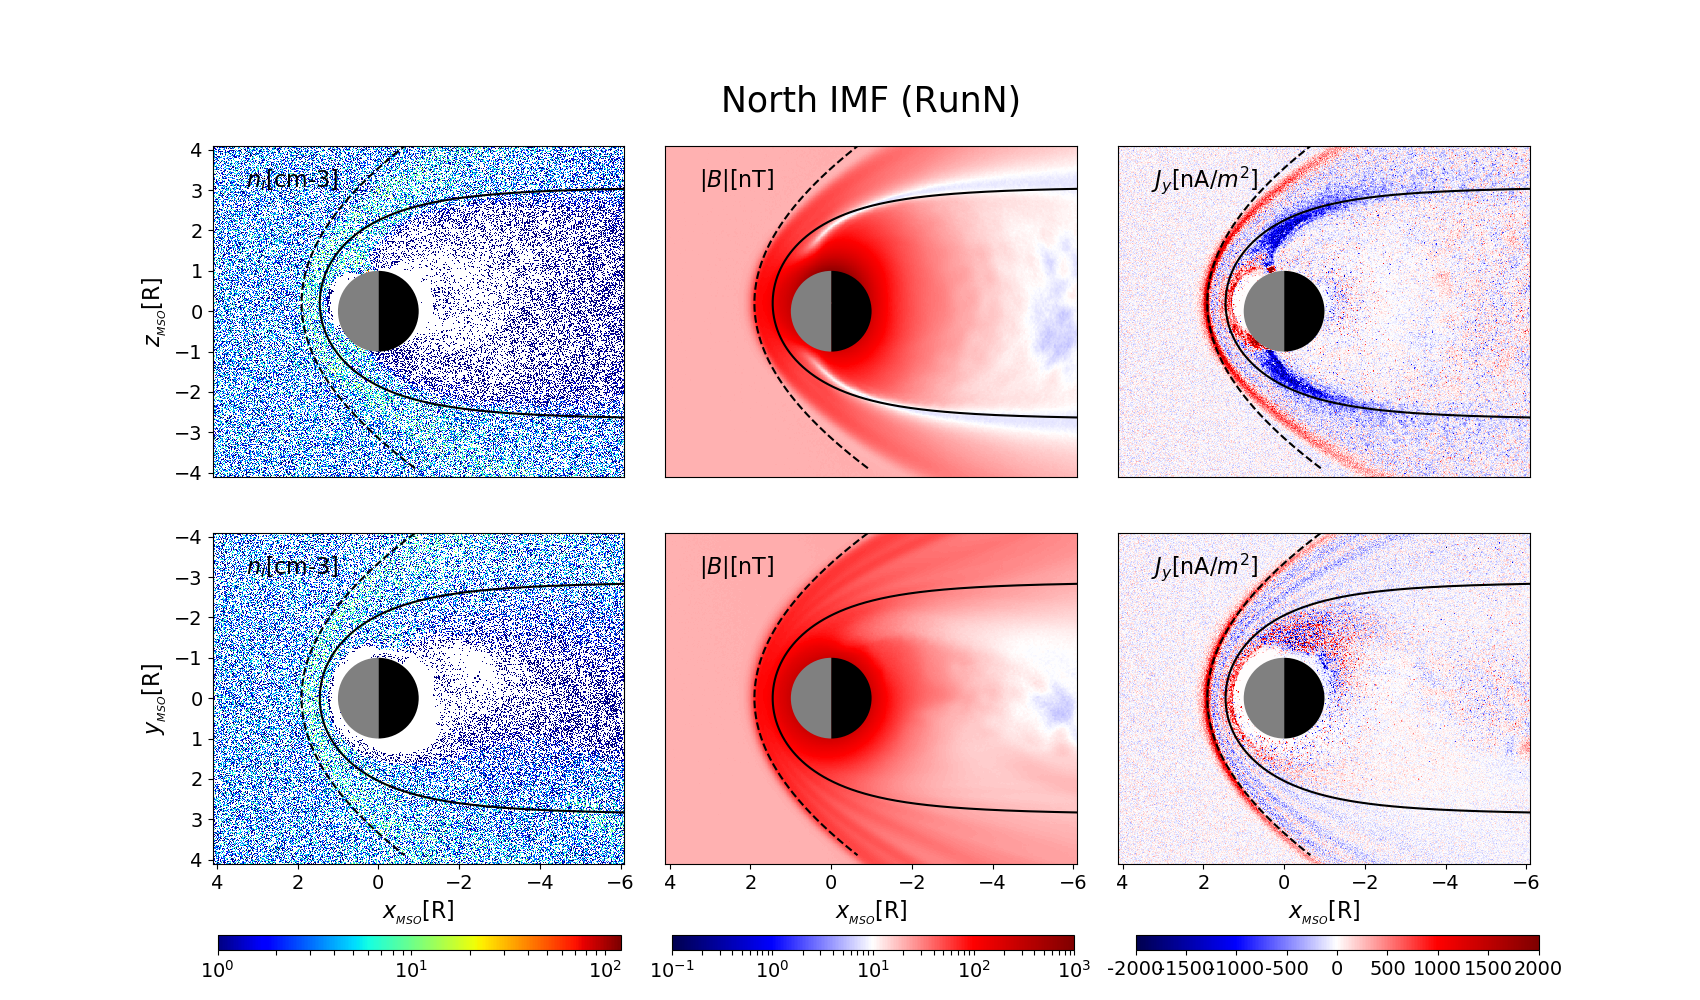 North IMF (RunN)
4
3
2
1
0
−1
−2
−3
−4
z_MSO[R]
n_i[cm-3]
|B|[nT]
J_y[nA/m^2]
−4
−3
−2
−1
0
1
2
3
4
y_MSO[R]
n_i[cm-3]
|B|[nT]
J_y[nA/m^2]
4 2 0 −2 −4 −6
4 2 0 −2 −4 −6
4 2 0 −2 −4 −6
x_MSO[R]
x_MSO[R]
x_MSO[R]
10^0 10^1 10^2
10^−1 10^0 10^1 10^2 10^3
-2000 -1500 -1000 -500 0 500 1000 1500 2000